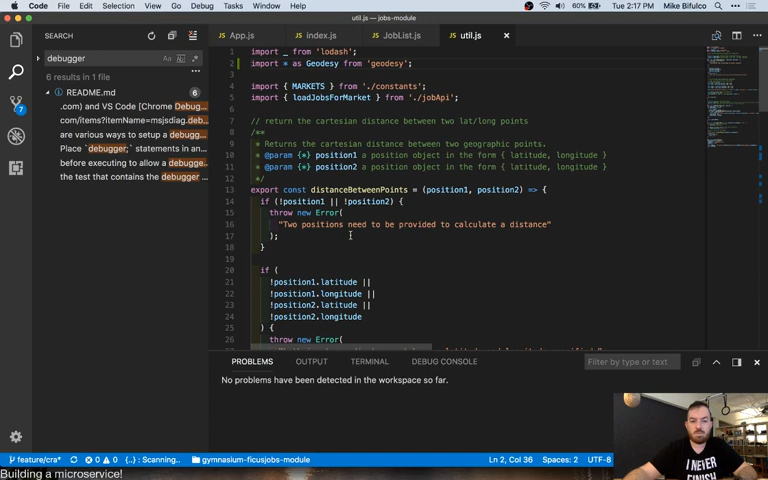 Code File Edit Selection View Go Debug Tasks Window Help
60% Tue 2:17 PM Mike Bifulco
util.js — jobs-module
SEARCH
App.js index.js JobList.js util.js
debugger
Aa
6 results in 1 file
README.md 6
.com) and VS Code [Chrome Debug...
com/items?itemName=msjsdiag.deb...
are various ways to setup a debugg...
Place `debugger;` statements in an...
before executing to allow a debugge...
the test that contains the debugger ...
1 import _ from 'lodash';
2 import * as Geodesy from 'geodesy';
3
4 import { MARKETS } from './constants';
5 import { loadJobsForMarket } from './jobApi';
6
7 // return the cartesian distance between two lat/long points
8 /**
9 * Returns the cartesian distance between two geographic points.
10 * @param {*} position1 a position object in the form { latitude, longitude }
11 * @param {*} position2 a position object in the form { latitude, longitude }
12 */
13 export const distanceBetweenPoints = (position1, position2) => {
14 if (!position1 || !position2) {
15 throw new Error(
16 "Two positions need to be provided to calculate a distance"
17 );
18 }
19
20 if (
21 !position1.latitude ||
22 !position1.longitude ||
23 !position2.latitude ||
24 !position2.longitude
25 ) {
26 throw new Error(
PROBLEMS OUTPUT TERMINAL DEBUG CONSOLE
Filter by type or text
No problems have been detected in the workspace so far.
7
I NEVER
FINISH
feature/cra* 0 0 Scanning.. gymnasium-ficusjobs-module Ln 2, Col 36 Spaces: 2 UTF-8
Building a microservice!